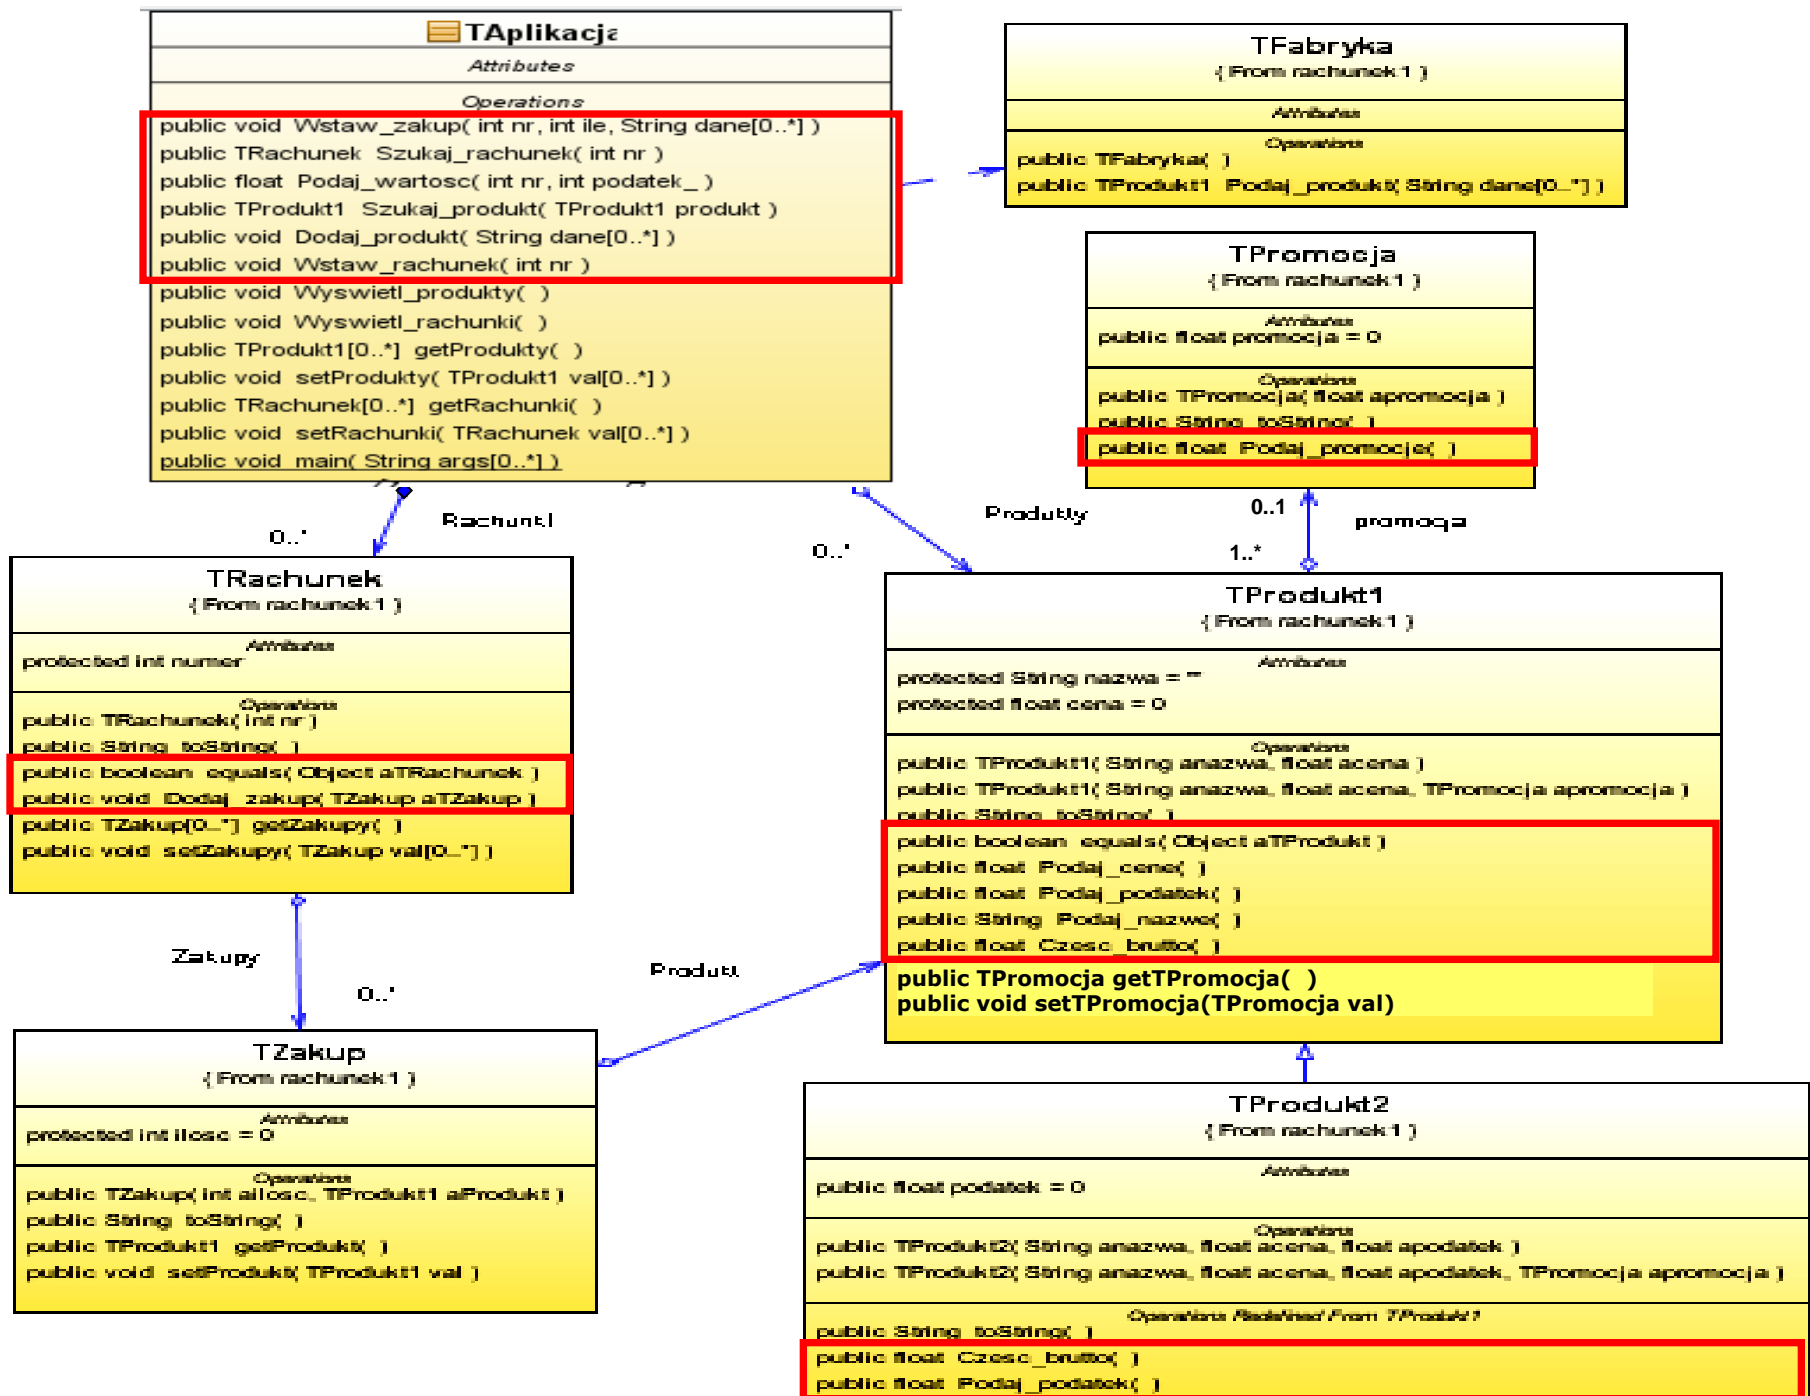 TAplikacja
Attributes
Operations
public void Wstaw_zakup( int nr, int ile, String dane[0..*] )
public TRachunek Szukaj_rachunek( int nr )
public float Podaj_wartosc( int nr, int podatek_ )
public TProdukt1 Szukaj_produkt( TProdukt1 produkt )
public void Dodaj_produkt( String dane[0..*] )
public void Wstaw_rachunek( int nr )
public void Wyswietl_produkty( )
public void Wyswietl_rachunki( )
public TProdukt1[0..*] getProdukty( )
public void setProdukty( TProdukt1 val[0..*] )
public TRachunek[0..*] getRachunki( )
public void setRachunki( TRachunek val[0..*] )
public void main( String args[0..*] )
TFabryka
{ From rachunek1 }
Attributes
Operations
public TFabryka( )
public TProdukt1 Podaj_produkt( String dane[0..*] )
TPromocja
{ From rachunek1 }
Attributes
public float promocja = 0
Operations
public TPromocja( float apromocja )
public String toString( )
public float Podaj_promocje( )
0..*
Rachunki
0..*
Produkty
0..1
promocja
1..*
TRachunek
{ From rachunek1 }
Attributes
protected int numer
Operations
public TRachunek( int nr )
public String toString( )
public boolean equals( Object aTRachunek )
public void Dodaj_zakup( TZakup aTZakup )
public TZakup[0..*] getZakupy( )
public void setZakupy( TZakup val[0..*] )
TProdukt1
{ From rachunek1 }
Attributes
protected String nazwa = ""
protected float cena = 0
Operations
public TProdukt1( String anazwa, float acena )
public TProdukt1( String anazwa, float acena, TPromocja apromocja )
public String toString( )
public boolean equals( Object aTProdukt )
public float Podaj_cene( )
public float Podaj_podatek( )
public String Podaj_nazwe( )
public float Czesc_brutto( )
public TPromocja getTPromocja( )
public void setTPromocja(TPromocja val)
Zakupy
0..*
Produkt
TZakup
{ From rachunek1 }
Attributes
protected int ilosc = 0
Operations
public TZakup( int ailosc, TProdukt1 aProdukt )
public String toString( )
public TProdukt1 getProdukt( )
public void setProdukt( TProdukt1 val )
TProdukt2
{ From rachunek1 }
Attributes
public float podatek = 0
Operations
public TProdukt2( String anazwa, float acena, float apodatek )
public TProdukt2( String anazwa, float acena, float apodatek, TPromocja apromocja )
Operations Redefined From TProdukt1
public String toString( )
public float Czesc_brutto( )
public float Podaj_podatek( )